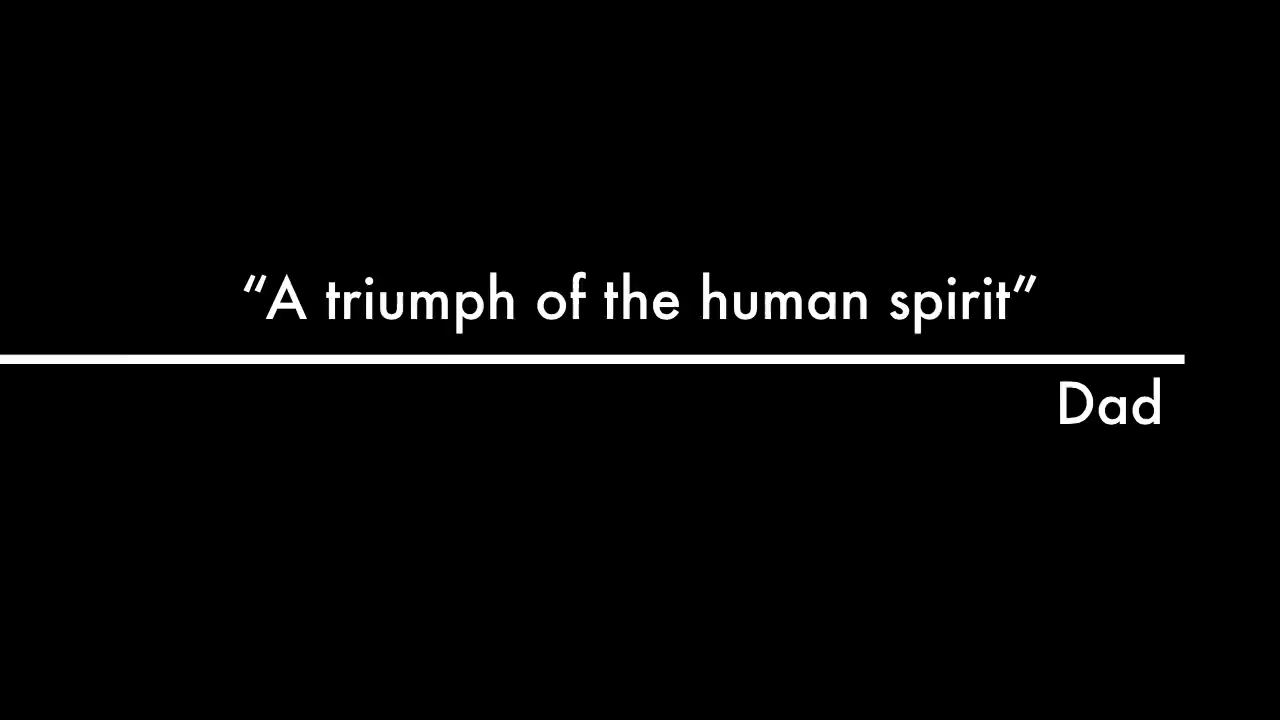 “A triumph of the human spirit”
Dad